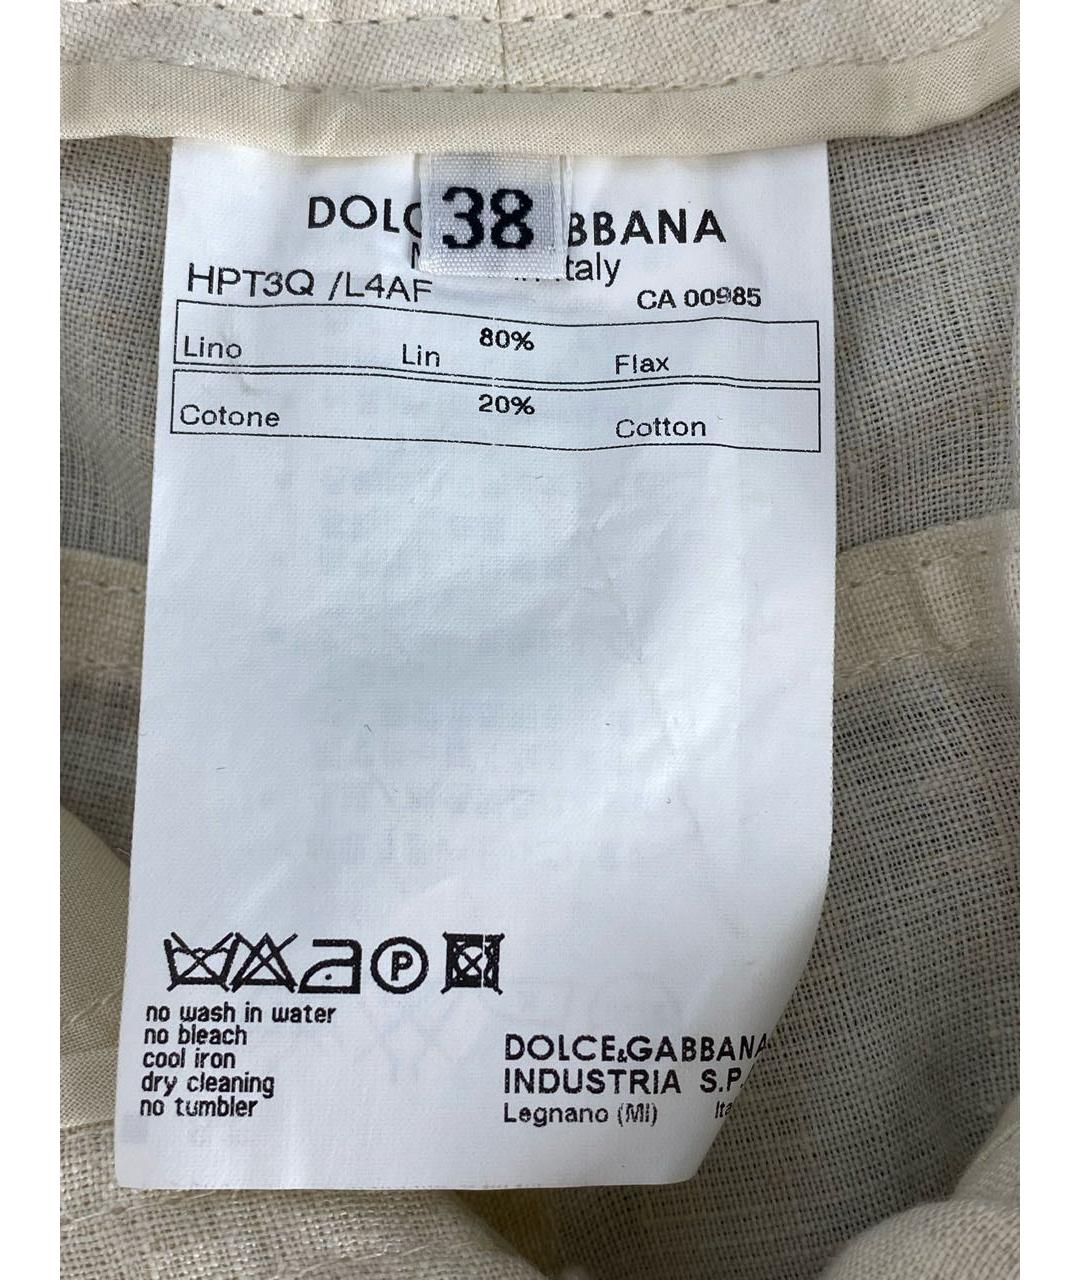 38
DOLC BBANA
taly
HPT3Q /L4AF
CA 00985
Lino Lin 80% Flax
Cotone 20% Cotton
P
no wash in water
no bleach
cool iron
dry cleaning
no tumbler
DOLCE&GABBANA
INDUSTRIA S.P.
Legnano (MI) Ita